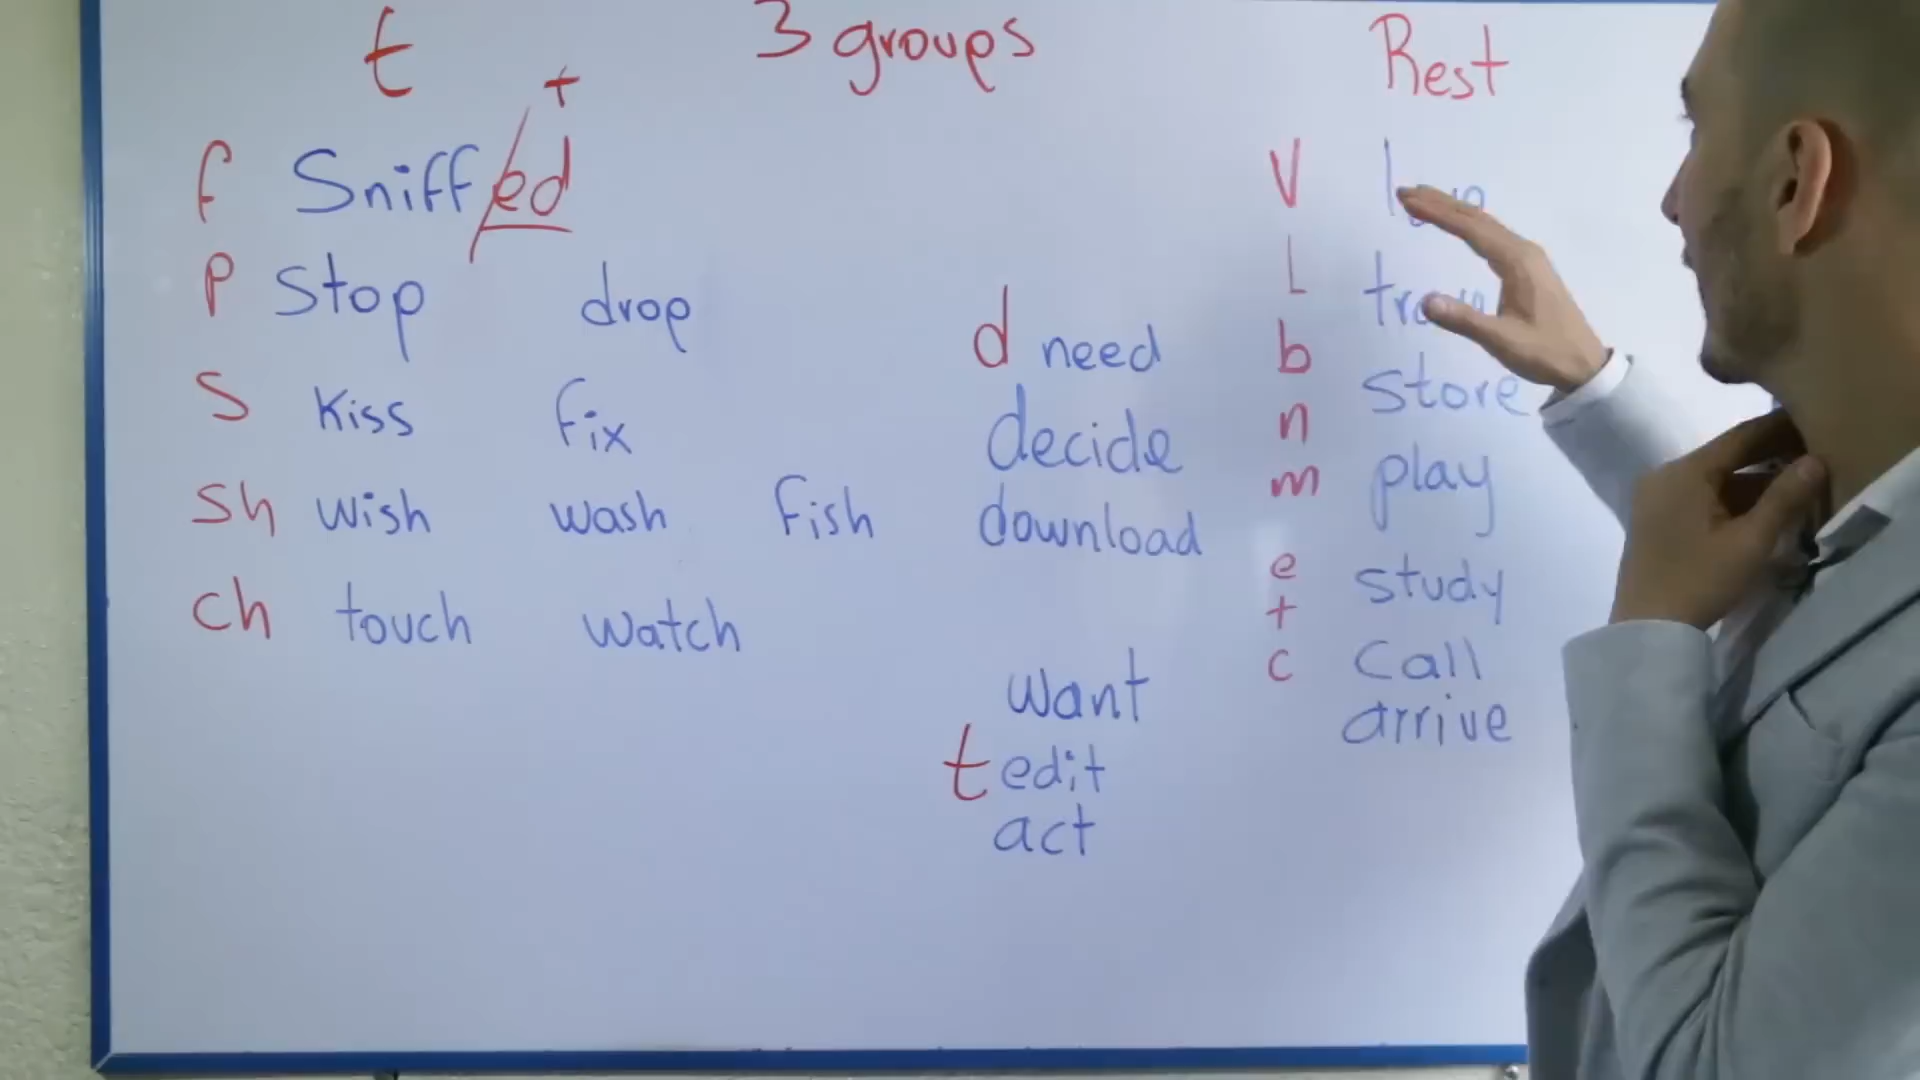 t 3 groups Rest
t
f Sniffed
P Stop drop
S Kiss fix
Sh wish wash fish
Ch touch watch
d need
decide
download
want
t edit
act
V
L
b store
n
m play
e study
t
c Call
arrive